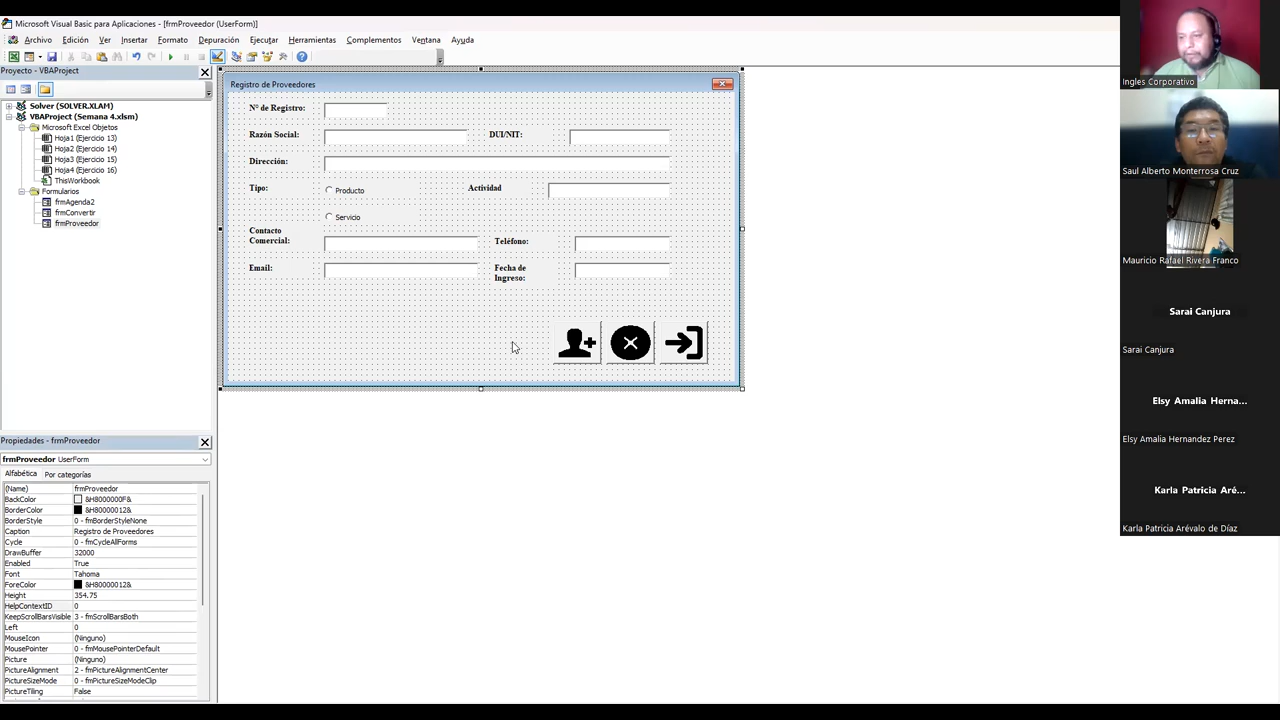 Microsoft Visual Basic para Aplicaciones - [frmProveedor (UserForm)]
Archivo Edición Ver Insertar Formato Depuración Ejecutar Herramientas Complementos Ventana Ayuda
Proyecto - VBAProject
Solver (SOLVER.XLAM)
VBAProject (Semana 4.xlsm)
Microsoft Excel Objetos
Hoja1 (Ejercicio 13)
Hoja2 (Ejercicio 14)
Hoja3 (Ejercicio 15)
Hoja4 (Ejercicio 16)
ThisWorkbook
Formularios
frmAgenda2
frmConvertir
frmProveedor
Registro de Proveedores
Nº de Registro:
Razón Social: DUI/NIT:
Dirección:
Tipo: Producto Actividad
Servicio
Contacto
Comercial: Teléfono:
Email: Fecha de
Ingreso:
Propiedades - frmProveedor
frmProveedor UserForm
Alfabética Por categorías
(Name) frmProveedor
BackColor &H8000000F&
BorderColor &H80000012&
BorderStyle 0 - fmBorderStyleNone
Caption Registro de Proveedores
Cycle 0 - fmCycleAllForms
DrawBuffer 32000
Enabled True
Font Tahoma
ForeColor &H80000012&
Height 354.75
HelpContextID 0
KeepScrollBarsVisible 3 - fmScrollBarsBoth
Left 0
MouseIcon (Ninguno)
MousePointer 0 - fmMousePointerDefault
Picture (Ninguno)
PictureAlignment 2 - fmPictureAlignmentCenter
PictureSizeMode 0 - fmPictureSizeModeClip
PictureTiling False
Ingles Corporativo
Saul Alberto Monterrosa Cruz
Mauricio Rafael Rivera Franco
Sarai Canjura
Sarai Canjura
Elsy Amalia Herna...
Elsy Amalia Hernandez Perez
Karla Patricia Aré...
Karla Patricia Arévalo de Díaz